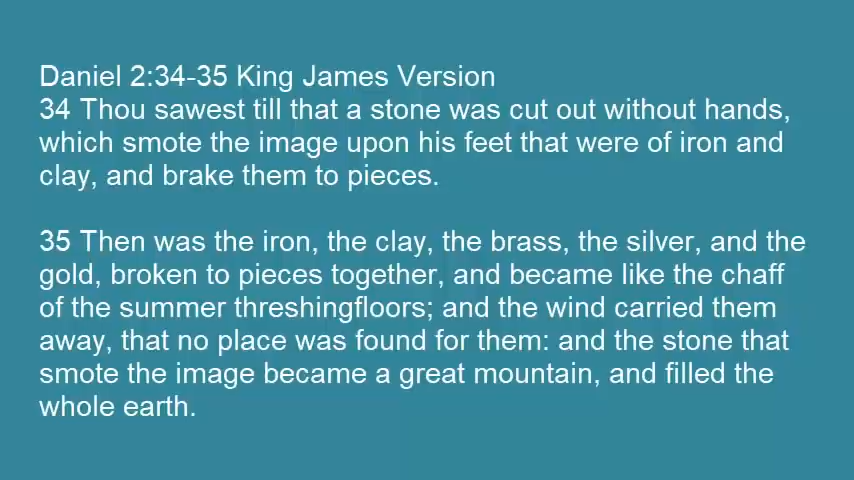 Daniel 2:34-35 King James Version
34 Thou sawest till that a stone was cut out without hands,
which smote the image upon his feet that were of iron and
clay, and brake them to pieces.
35 Then was the iron, the clay, the brass, the silver, and the
gold, broken to pieces together, and became like the chaff
of the summer threshingfloors; and the wind carried them
away, that no place was found for them: and the stone that
smote the image became a great mountain, and filled the
whole earth.